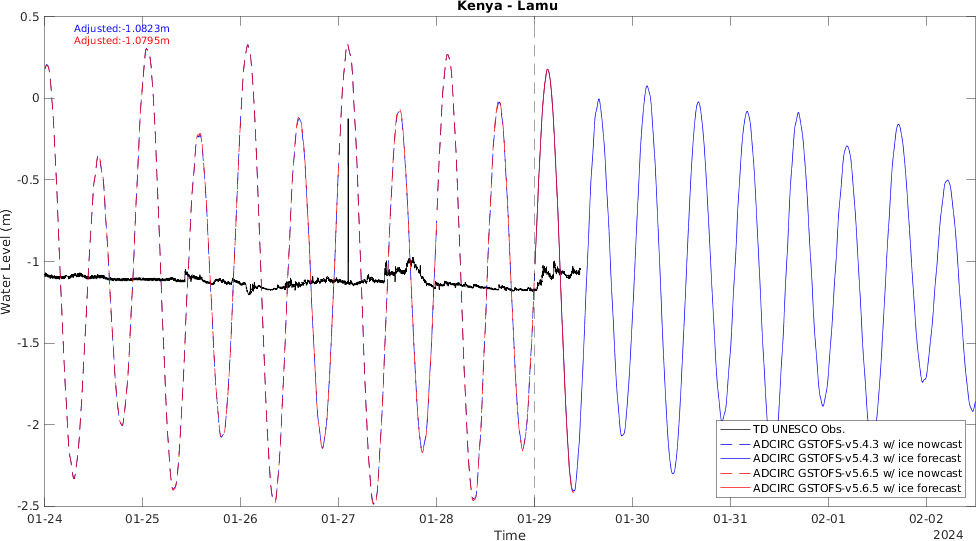 Kenya - Lamu
Adjusted:-1.0823m
Adjusted:-1.0795m
0.5
0
-0.5
-1
-1.5
-2
-2.5
Water Level (m)
TD UNESCO Obs.
ADCIRC GSTOFS-v5.4.3 w/ ice nowcast
ADCIRC GSTOFS-v5.4.3 w/ ice forecast
ADCIRC GSTOFS-v5.6.5 w/ ice nowcast
ADCIRC GSTOFS-v5.6.5 w/ ice forecast
01-24 01-25 01-26 01-27 01-28 01-29 01-30 01-31 02-01 02-02
Time
2024